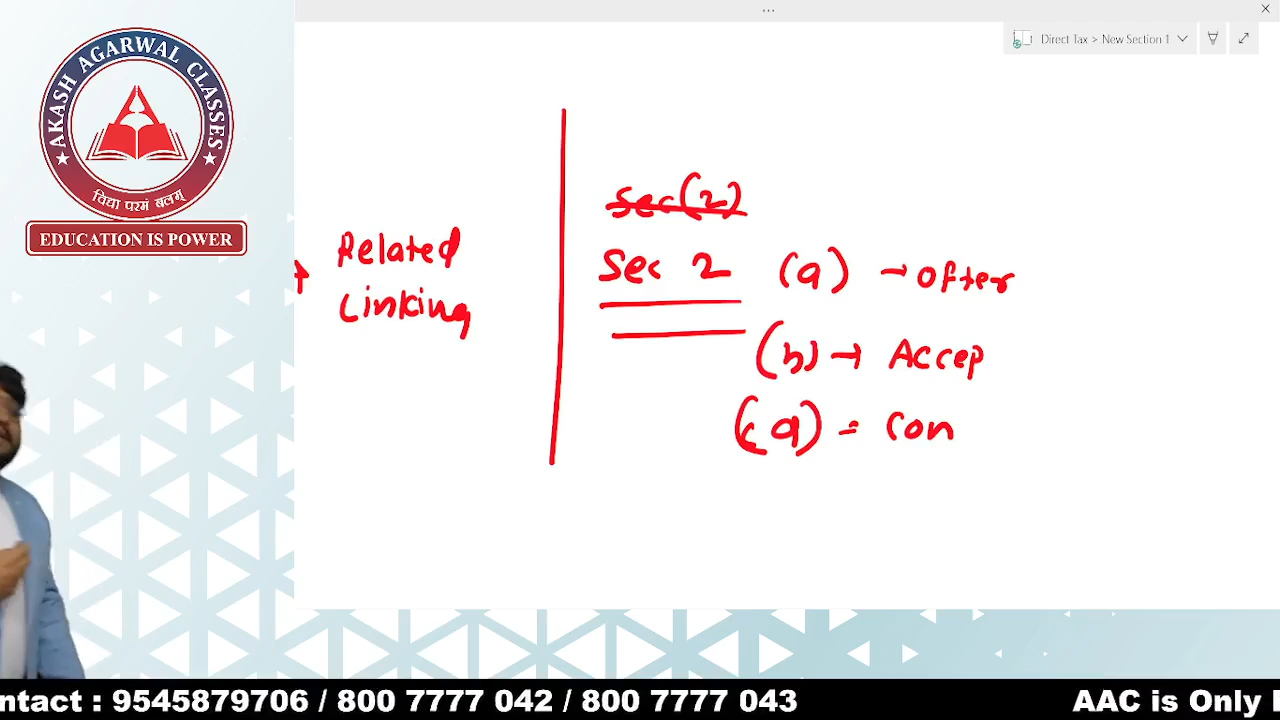 Direct Tax > New Section 1
AKASH AGARWAL CLASSES
विद्या परमं बलम्
EDUCATION IS POWER
Related
Linking
Sec (2)
Sec 2 (a) → Offer
(b) → Accep
(a) = Con
ntact : 9545879706 / 800 7777 042 / 800 7777 043
AAC is Only